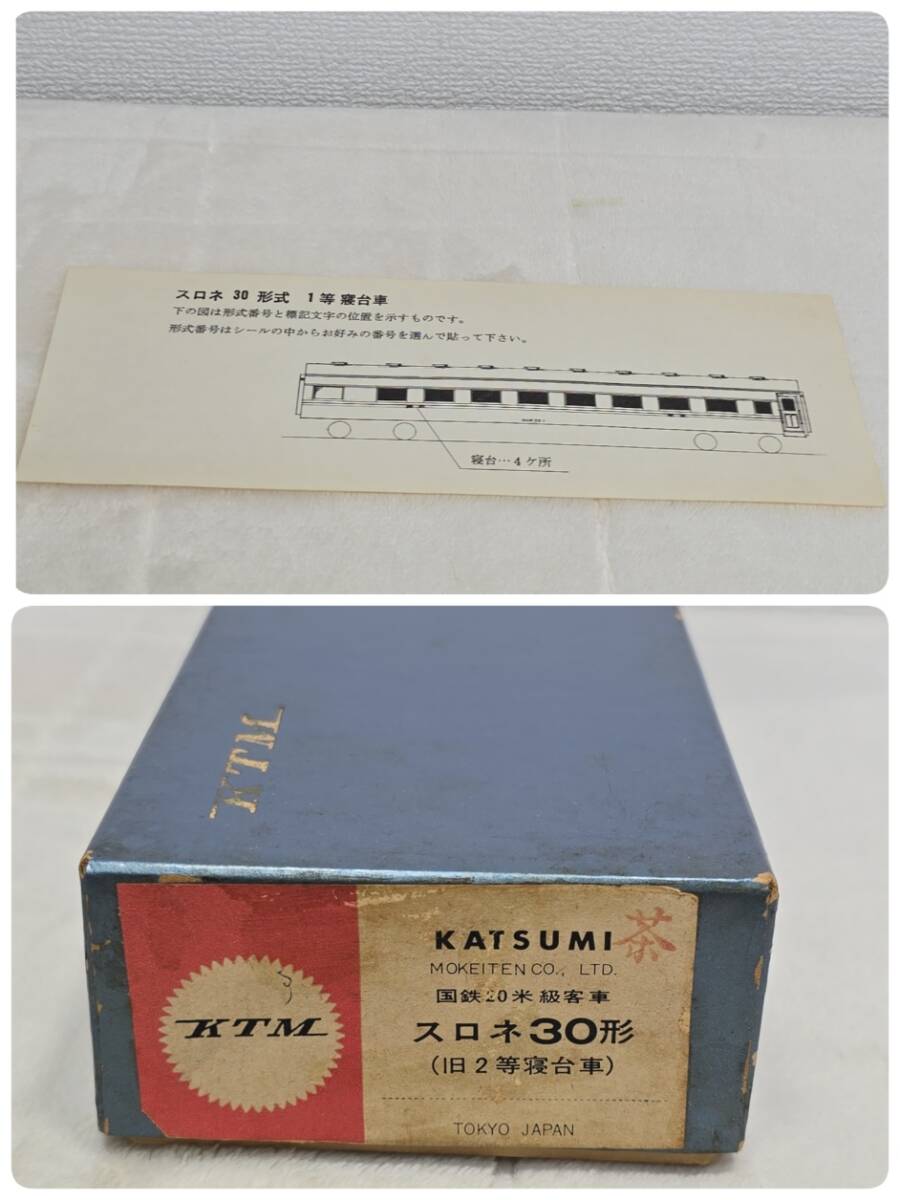 スロネ 30 形式 1等寝台車
下の図は形式番号と標記文字の位置を示すものです。
形式番号はシールの中からお好みの番号を選んで貼って下さい。
寝台…4ケ所
KTM
KTM
KATSUMI 茶
MOKEITEN CO., LTD.
国鉄20米級客車
スロネ30形
(旧2等寝台車)
TOKYO JAPAN